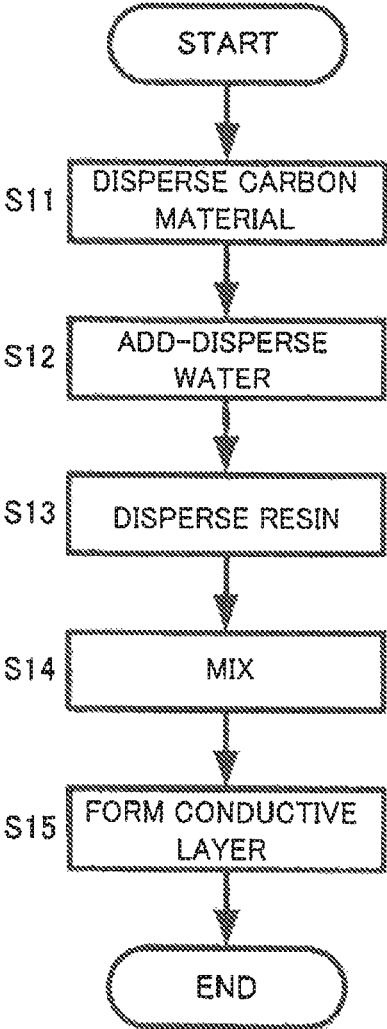 START
S11
DISPERSE CARBON
MATERIAL
S12
ADD-DISPERSE
WATER
S13
DISPERSE RESIN
S14
MIX
S15
FORM CONDUCTIVE
LAYER
END